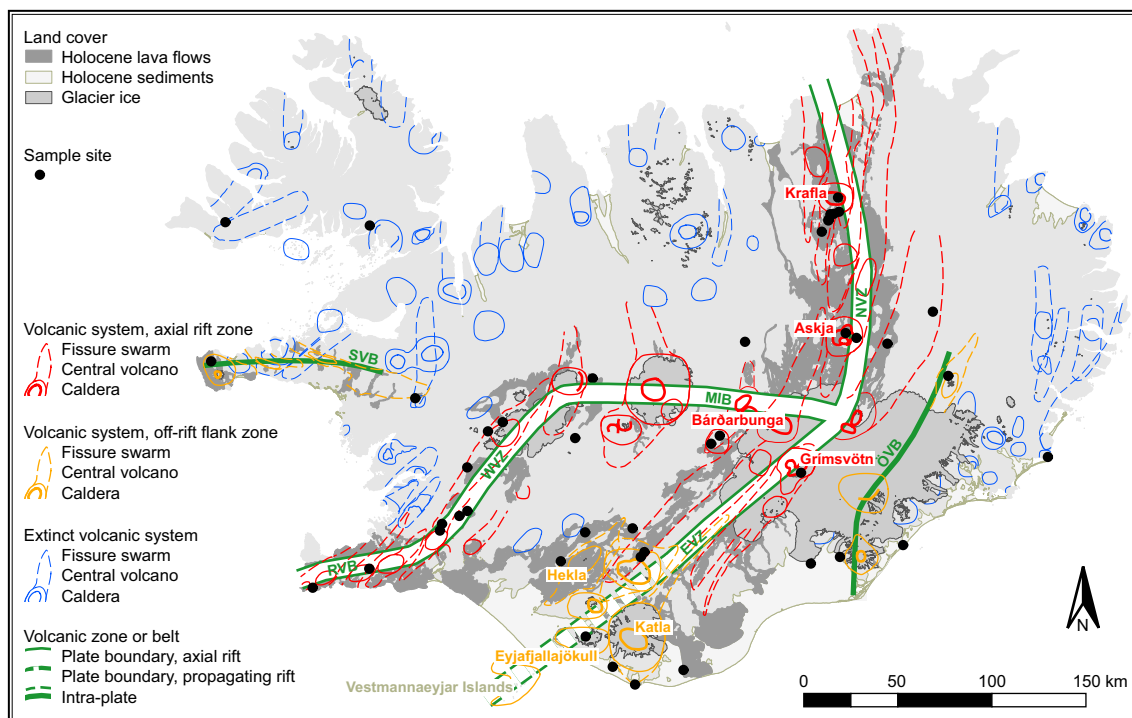 Land cover
Holocene lava flows
Holocene sediments
Glacier ice
Sample site
Volcanic system, axial rift zone
Fissure swarm
Central volcano
Caldera
Volcanic system, off-rift flank zone
Fissure swarm
Central volcano
Caldera
Extinct volcanic system
Fissure swarm
Central volcano
Caldera
Volcanic zone or belt
Plate boundary, axial rift
Plate boundary, propagating rift
Intra-plate
Krafla
NVZ
Askja
SVB
MIB
Bárðarbunga
WVZ
Grímsvötn
ÖVB
EVZ
RVB
Hekla
Katla
Eyjafjallajökull
Vestmannaeyjar Islands
N
0 50 100 150 km